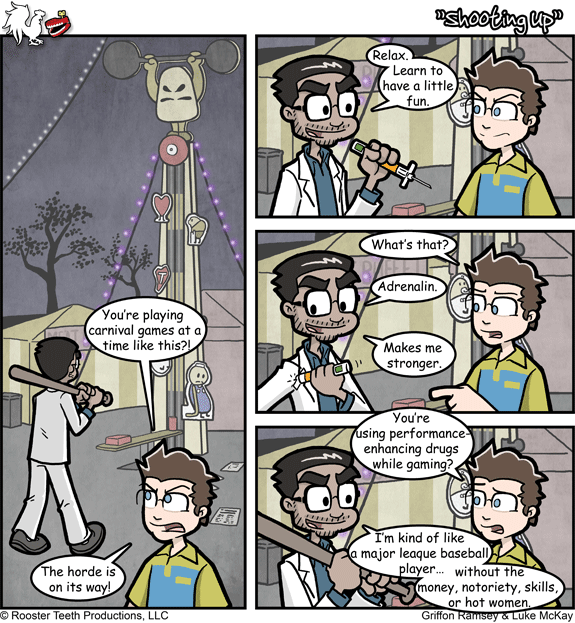 "Shooting Up"
You're playing
carnival games at a
time like this?!
The horde is
on its way!
Relax.
Learn to
have a little
fun.
What's that?
Adrenalin.
Makes me
stronger.
You're
using performance-
enhancing drugs
while gaming?
I'm kind of like
a major league baseball
player...
without the
money, notoriety, skills,
or hot women.
© Rooster Teeth Productions, LLC
Griffon Ramsey & Luke McKay